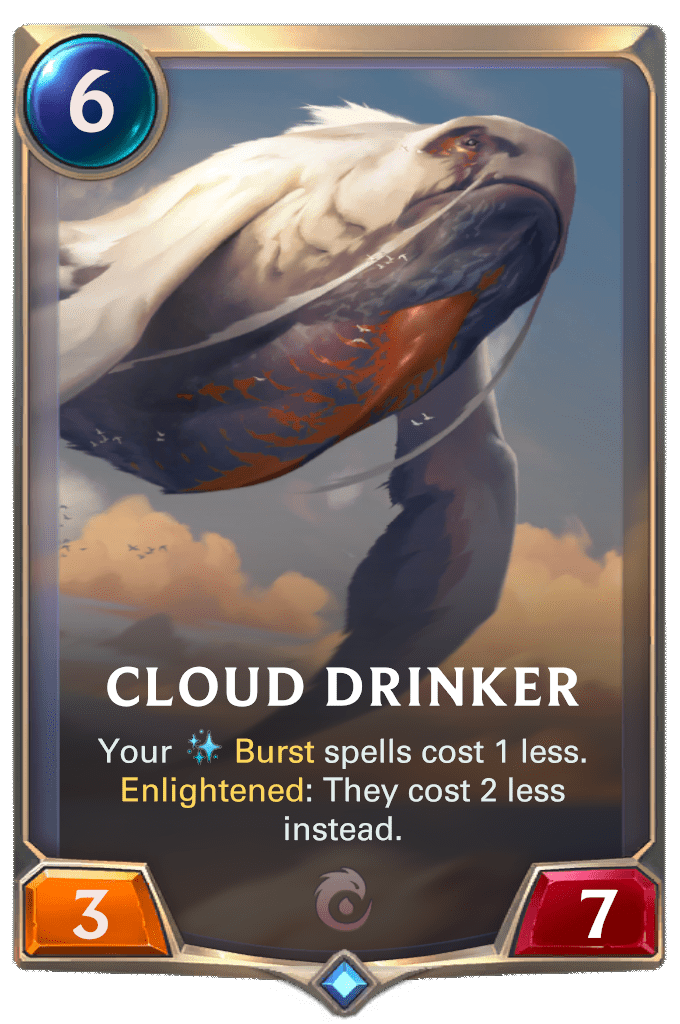 6
CLOUD DRINKER
Your Burst spells cost 1 less.
Enlightened: They cost 2 less
instead.
3
7